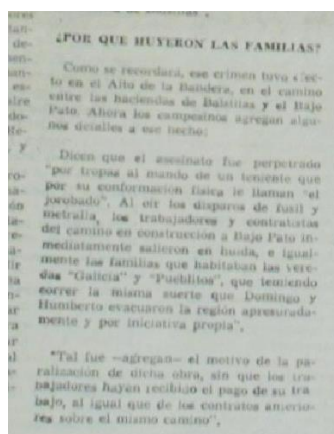 ¿POR QUE HUYERON LAS FAMILIAS?
Como se recordará, ese crimen tuvo efec-
to en el Alto de la Bandera, en el camino
entre las haciendas de Balsillas y el Bajo
Pato. Ahora los campesinos agregan algu-
nos detalles a ese hecho:
Dicen que el asesinato fue perpetrado
"por tropas al mando de un teniente que
por su conformación física le llaman "el
jorobado". Al oir los disparos de fusil y
metralla, los trabajadores y contratistas
del camino en construcción a Bajo Pato in-
mediatamente salieron en huida, e igual-
mente las familias que habitaban las vere-
das "Galicia" y "Pueblitos", que temiendo
correr la misma suerte que Domingo y
Humberto evacuaron la región apresurada-
mente y por iniciativa propia".
"Tal fue —agregan— el motivo de la pa-
ralización de dicha obra, sin que los tra-
bajadores hayan recibido el pago de su tra
bajo, al igual que de los contratos anterio-
res sobre el mismo camino".